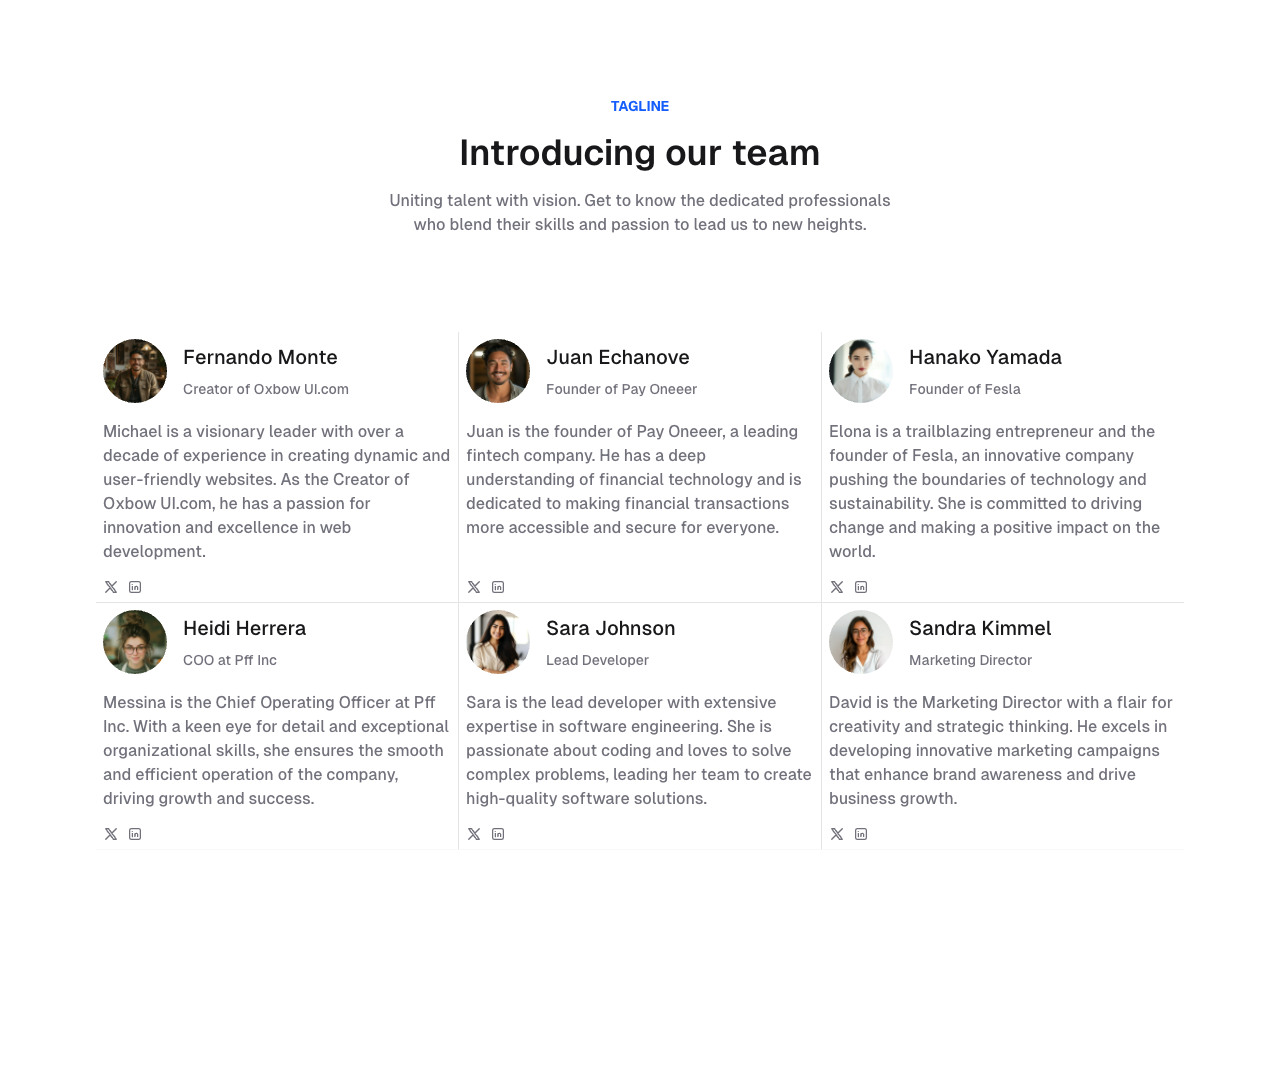 TAGLINE
Introducing our team
Uniting talent with vision. Get to know the dedicated professionals
who blend their skills and passion to lead us to new heights.
Fernando Monte
Creator of Oxbow UI.com
Michael is a visionary leader with over a
decade of experience in creating dynamic and
user-friendly websites. As the Creator of
Oxbow UI.com, he has a passion for
innovation and excellence in web
development.
Juan Echanove
Founder of Pay Oneeer
Juan is the founder of Pay Oneeer, a leading
fintech company. He has a deep
understanding of financial technology and is
dedicated to making financial transactions
more accessible and secure for everyone.
Hanako Yamada
Founder of Fesla
Elona is a trailblazing entrepreneur and the
founder of Fesla, an innovative company
pushing the boundaries of technology and
sustainability. She is committed to driving
change and making a positive impact on the
world.
Heidi Herrera
COO at Pff Inc
Messina is the Chief Operating Officer at Pff
Inc. With a keen eye for detail and exceptional
organizational skills, she ensures the smooth
and efficient operation of the company,
driving growth and success.
Sara Johnson
Lead Developer
Sara is the lead developer with extensive
expertise in software engineering. She is
passionate about coding and loves to solve
complex problems, leading her team to create
high-quality software solutions.
Sandra Kimmel
Marketing Director
David is the Marketing Director with a flair for
creativity and strategic thinking. He excels in
developing innovative marketing campaigns
that enhance brand awareness and drive
business growth.